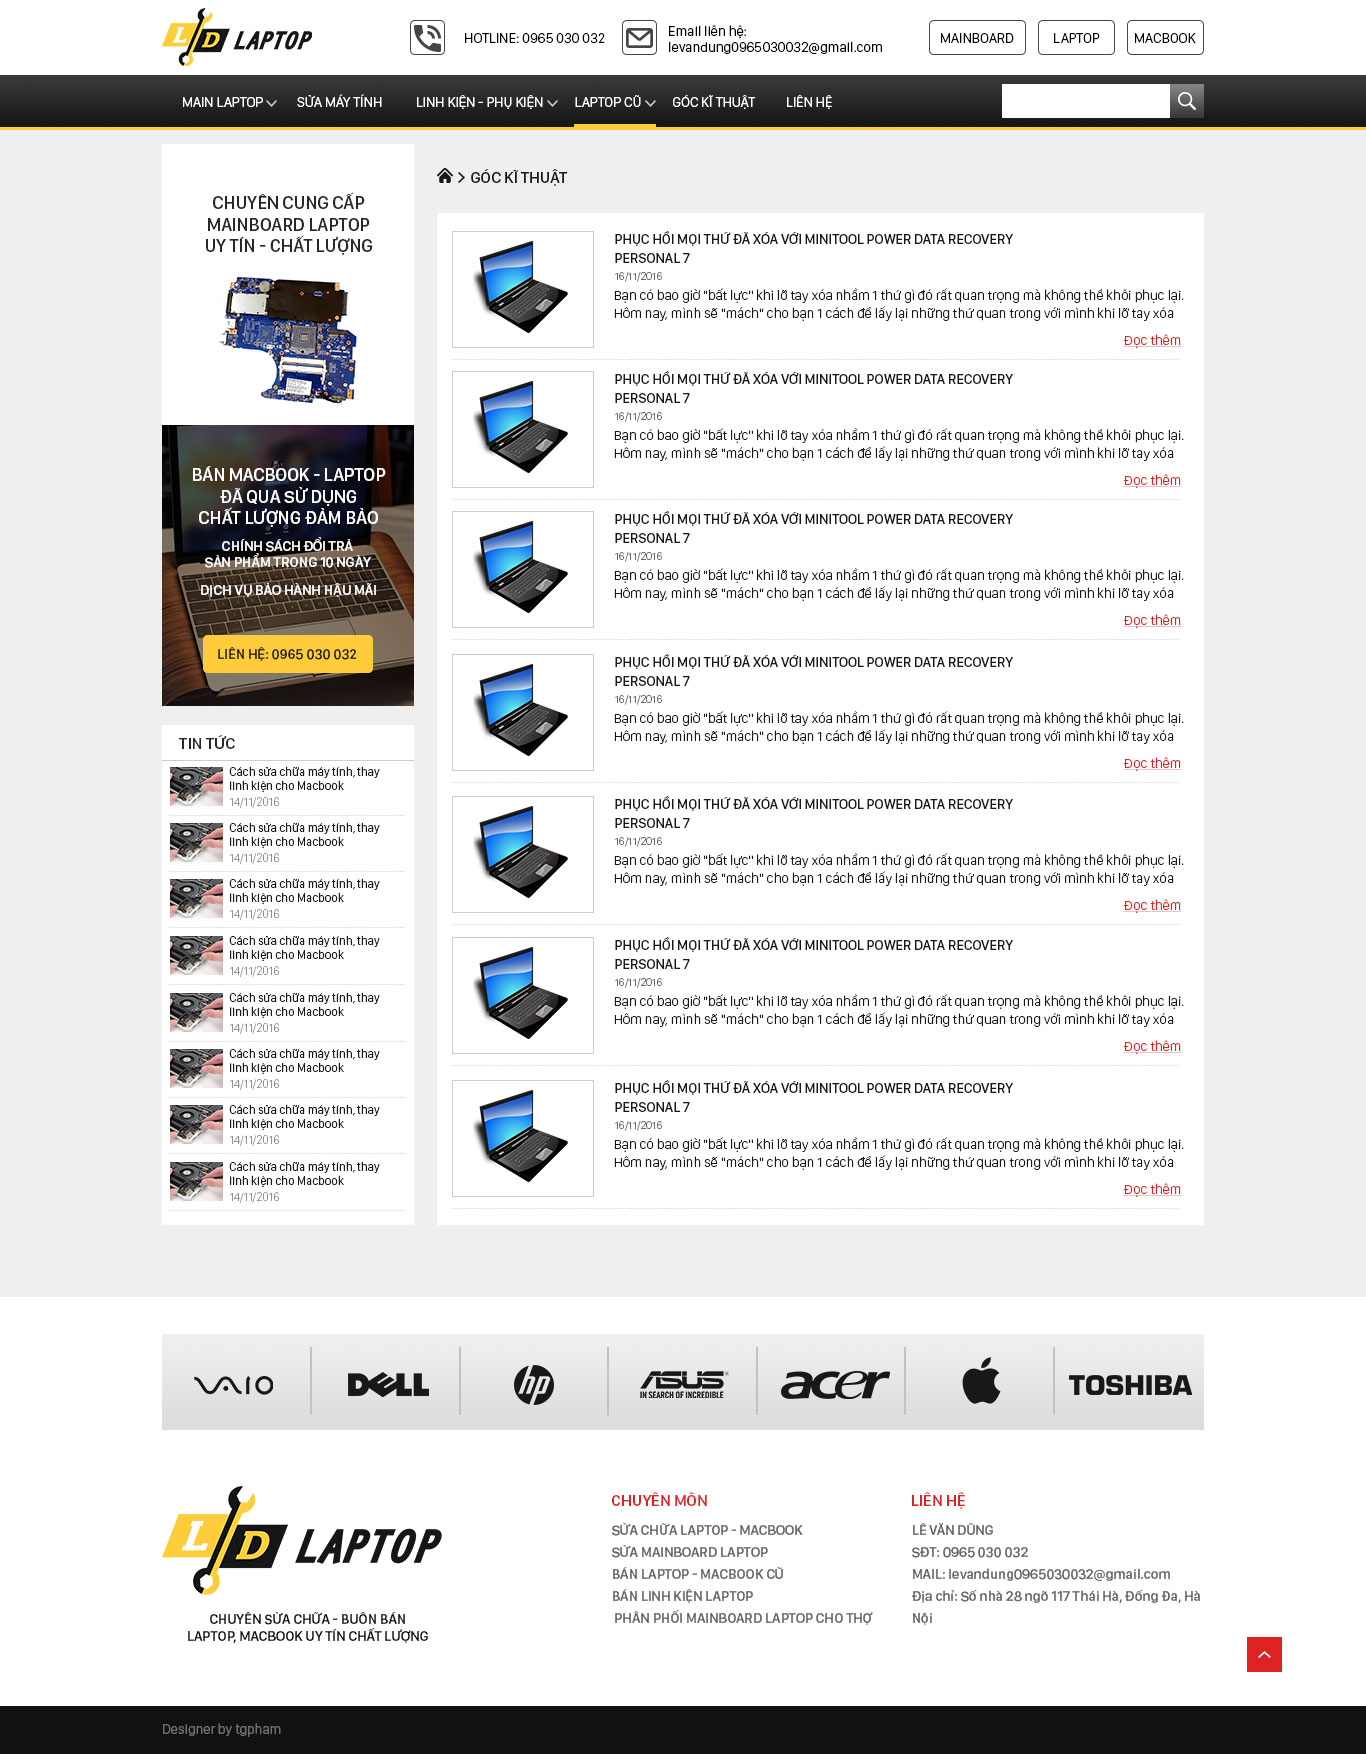 LD LAPTOP
HOTLINE: 0965 030 032
Email liên hệ:
levandung0965030032@gmail.com
MAINBOARD
LAPTOP
MACBOOK
MAIN LAPTOP
SỬA MÁY TÍNH
LINH KIỆN - PHỤ KIỆN
LAPTOP CŨ
GÓC KĨ THUẬT
LIÊN HỆ
CHUYÊN CUNG CẤP
MAINBOARD LAPTOP
UY TÍN - CHẤT LƯỢNG
BÁN MACBOOK - LAPTOP
ĐÃ QUA SỬ DỤNG
CHẤT LƯỢNG ĐẢM BẢO
CHÍNH SÁCH ĐỔI TRẢ
SẢN PHẨM TRONG 10 NGÀY
DỊCH VỤ BẢO HÀNH HẬU MÃI
LIÊN HỆ: 0965 030 032
TIN TỨC
Cách sửa chữa máy tính, thay
linh kiện cho Macbook
14/11/2016
Cách sửa chữa máy tính, thay
linh kiện cho Macbook
14/11/2016
Cách sửa chữa máy tính, thay
linh kiện cho Macbook
14/11/2016
Cách sửa chữa máy tính, thay
linh kiện cho Macbook
14/11/2016
Cách sửa chữa máy tính, thay
linh kiện cho Macbook
14/11/2016
Cách sửa chữa máy tính, thay
linh kiện cho Macbook
14/11/2016
Cách sửa chữa máy tính, thay
linh kiện cho Macbook
14/11/2016
Cách sửa chữa máy tính, thay
linh kiện cho Macbook
14/11/2016
GÓC KĨ THUẬT
PHỤC HỒI MỌI THỨ ĐÃ XÓA VỚI MINITOOL POWER DATA RECOVERY
PERSONAL 7
16/11/2016
Bạn có bao giờ "bất lực" khi lỡ tay xóa nhầm 1 thứ gì đó rất quan trọng mà không thể khôi phục lại.
Hôm nay, mình sẽ "mách" cho bạn 1 cách để lấy lại những thứ quan trong với mình khi lỡ tay xóa
Đọc thêm
PHỤC HỒI MỌI THỨ ĐÃ XÓA VỚI MINITOOL POWER DATA RECOVERY
PERSONAL 7
16/11/2016
Bạn có bao giờ "bất lực" khi lỡ tay xóa nhầm 1 thứ gì đó rất quan trọng mà không thể khôi phục lại.
Hôm nay, mình sẽ "mách" cho bạn 1 cách để lấy lại những thứ quan trong với mình khi lỡ tay xóa
Đọc thêm
PHỤC HỒI MỌI THỨ ĐÃ XÓA VỚI MINITOOL POWER DATA RECOVERY
PERSONAL 7
16/11/2016
Bạn có bao giờ "bất lực" khi lỡ tay xóa nhầm 1 thứ gì đó rất quan trọng mà không thể khôi phục lại.
Hôm nay, mình sẽ "mách" cho bạn 1 cách để lấy lại những thứ quan trong với mình khi lỡ tay xóa
Đọc thêm
PHỤC HỒI MỌI THỨ ĐÃ XÓA VỚI MINITOOL POWER DATA RECOVERY
PERSONAL 7
16/11/2016
Bạn có bao giờ "bất lực" khi lỡ tay xóa nhầm 1 thứ gì đó rất quan trọng mà không thể khôi phục lại.
Hôm nay, mình sẽ "mách" cho bạn 1 cách để lấy lại những thứ quan trong với mình khi lỡ tay xóa
Đọc thêm
PHỤC HỒI MỌI THỨ ĐÃ XÓA VỚI MINITOOL POWER DATA RECOVERY
PERSONAL 7
16/11/2016
Bạn có bao giờ "bất lực" khi lỡ tay xóa nhầm 1 thứ gì đó rất quan trọng mà không thể khôi phục lại.
Hôm nay, mình sẽ "mách" cho bạn 1 cách để lấy lại những thứ quan trong với mình khi lỡ tay xóa
Đọc thêm
PHỤC HỒI MỌI THỨ ĐÃ XÓA VỚI MINITOOL POWER DATA RECOVERY
PERSONAL 7
16/11/2016
Bạn có bao giờ "bất lực" khi lỡ tay xóa nhầm 1 thứ gì đó rất quan trọng mà không thể khôi phục lại.
Hôm nay, mình sẽ "mách" cho bạn 1 cách để lấy lại những thứ quan trong với mình khi lỡ tay xóa
Đọc thêm
PHỤC HỒI MỌI THỨ ĐÃ XÓA VỚI MINITOOL POWER DATA RECOVERY
PERSONAL 7
16/11/2016
Bạn có bao giờ "bất lực" khi lỡ tay xóa nhầm 1 thứ gì đó rất quan trọng mà không thể khôi phục lại.
Hôm nay, mình sẽ "mách" cho bạn 1 cách để lấy lại những thứ quan trong với mình khi lỡ tay xóa
Đọc thêm
VAIO
DELL
hp
ASUS
IN SEARCH OF INCREDIBLE
acer
TOSHIBA
LD LAPTOP
CHUYÊN SỬA CHỮA - BUÔN BÁN
LAPTOP, MACBOOK UY TÍN CHẤT LƯỢNG
CHUYÊN MÔN
SỬA CHỮA LAPTOP - MACBOOK
SỬA MAINBOARD LAPTOP
BÁN LAPTOP - MACBOOK CŨ
BÁN LINH KIỆN LAPTOP
PHÂN PHỐI MAINBOARD LAPTOP CHO THỢ
LIÊN HỆ
LÊ VĂN DŨNG
SĐT: 0965 030 032
MAIL: levandung0965030032@gmail.com
Địa chỉ: Số nhà 28 ngõ 117 Thái Hà, Đống Đa, Hà
Nội
Designer by tgpham